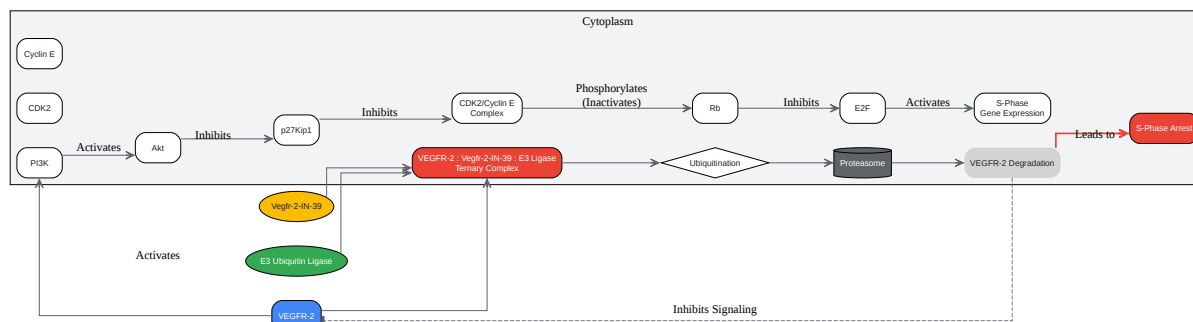 Cytoplasm
Cyclin E
CDK2
PI3K
Activates
Akt
Inhibits
p27Kip1
Inhibits
CDK2/Cyclin E
Complex
Phosphorylates
(Inactivates)
Rb
Inhibits
E2F
Activates
S-Phase
Gene Expression
VEGFR-2 : Vegfr-2-IN-39 : E3 Ligase
Ternary Complex
Ubiquitination
Proteasome
VEGFR-2 Degradation
Leads to
S-Phase Arrest
Vegfr-2-IN-39
E3 Ubiquitin Ligase
Activates
VEGFR-2
Inhibits Signaling